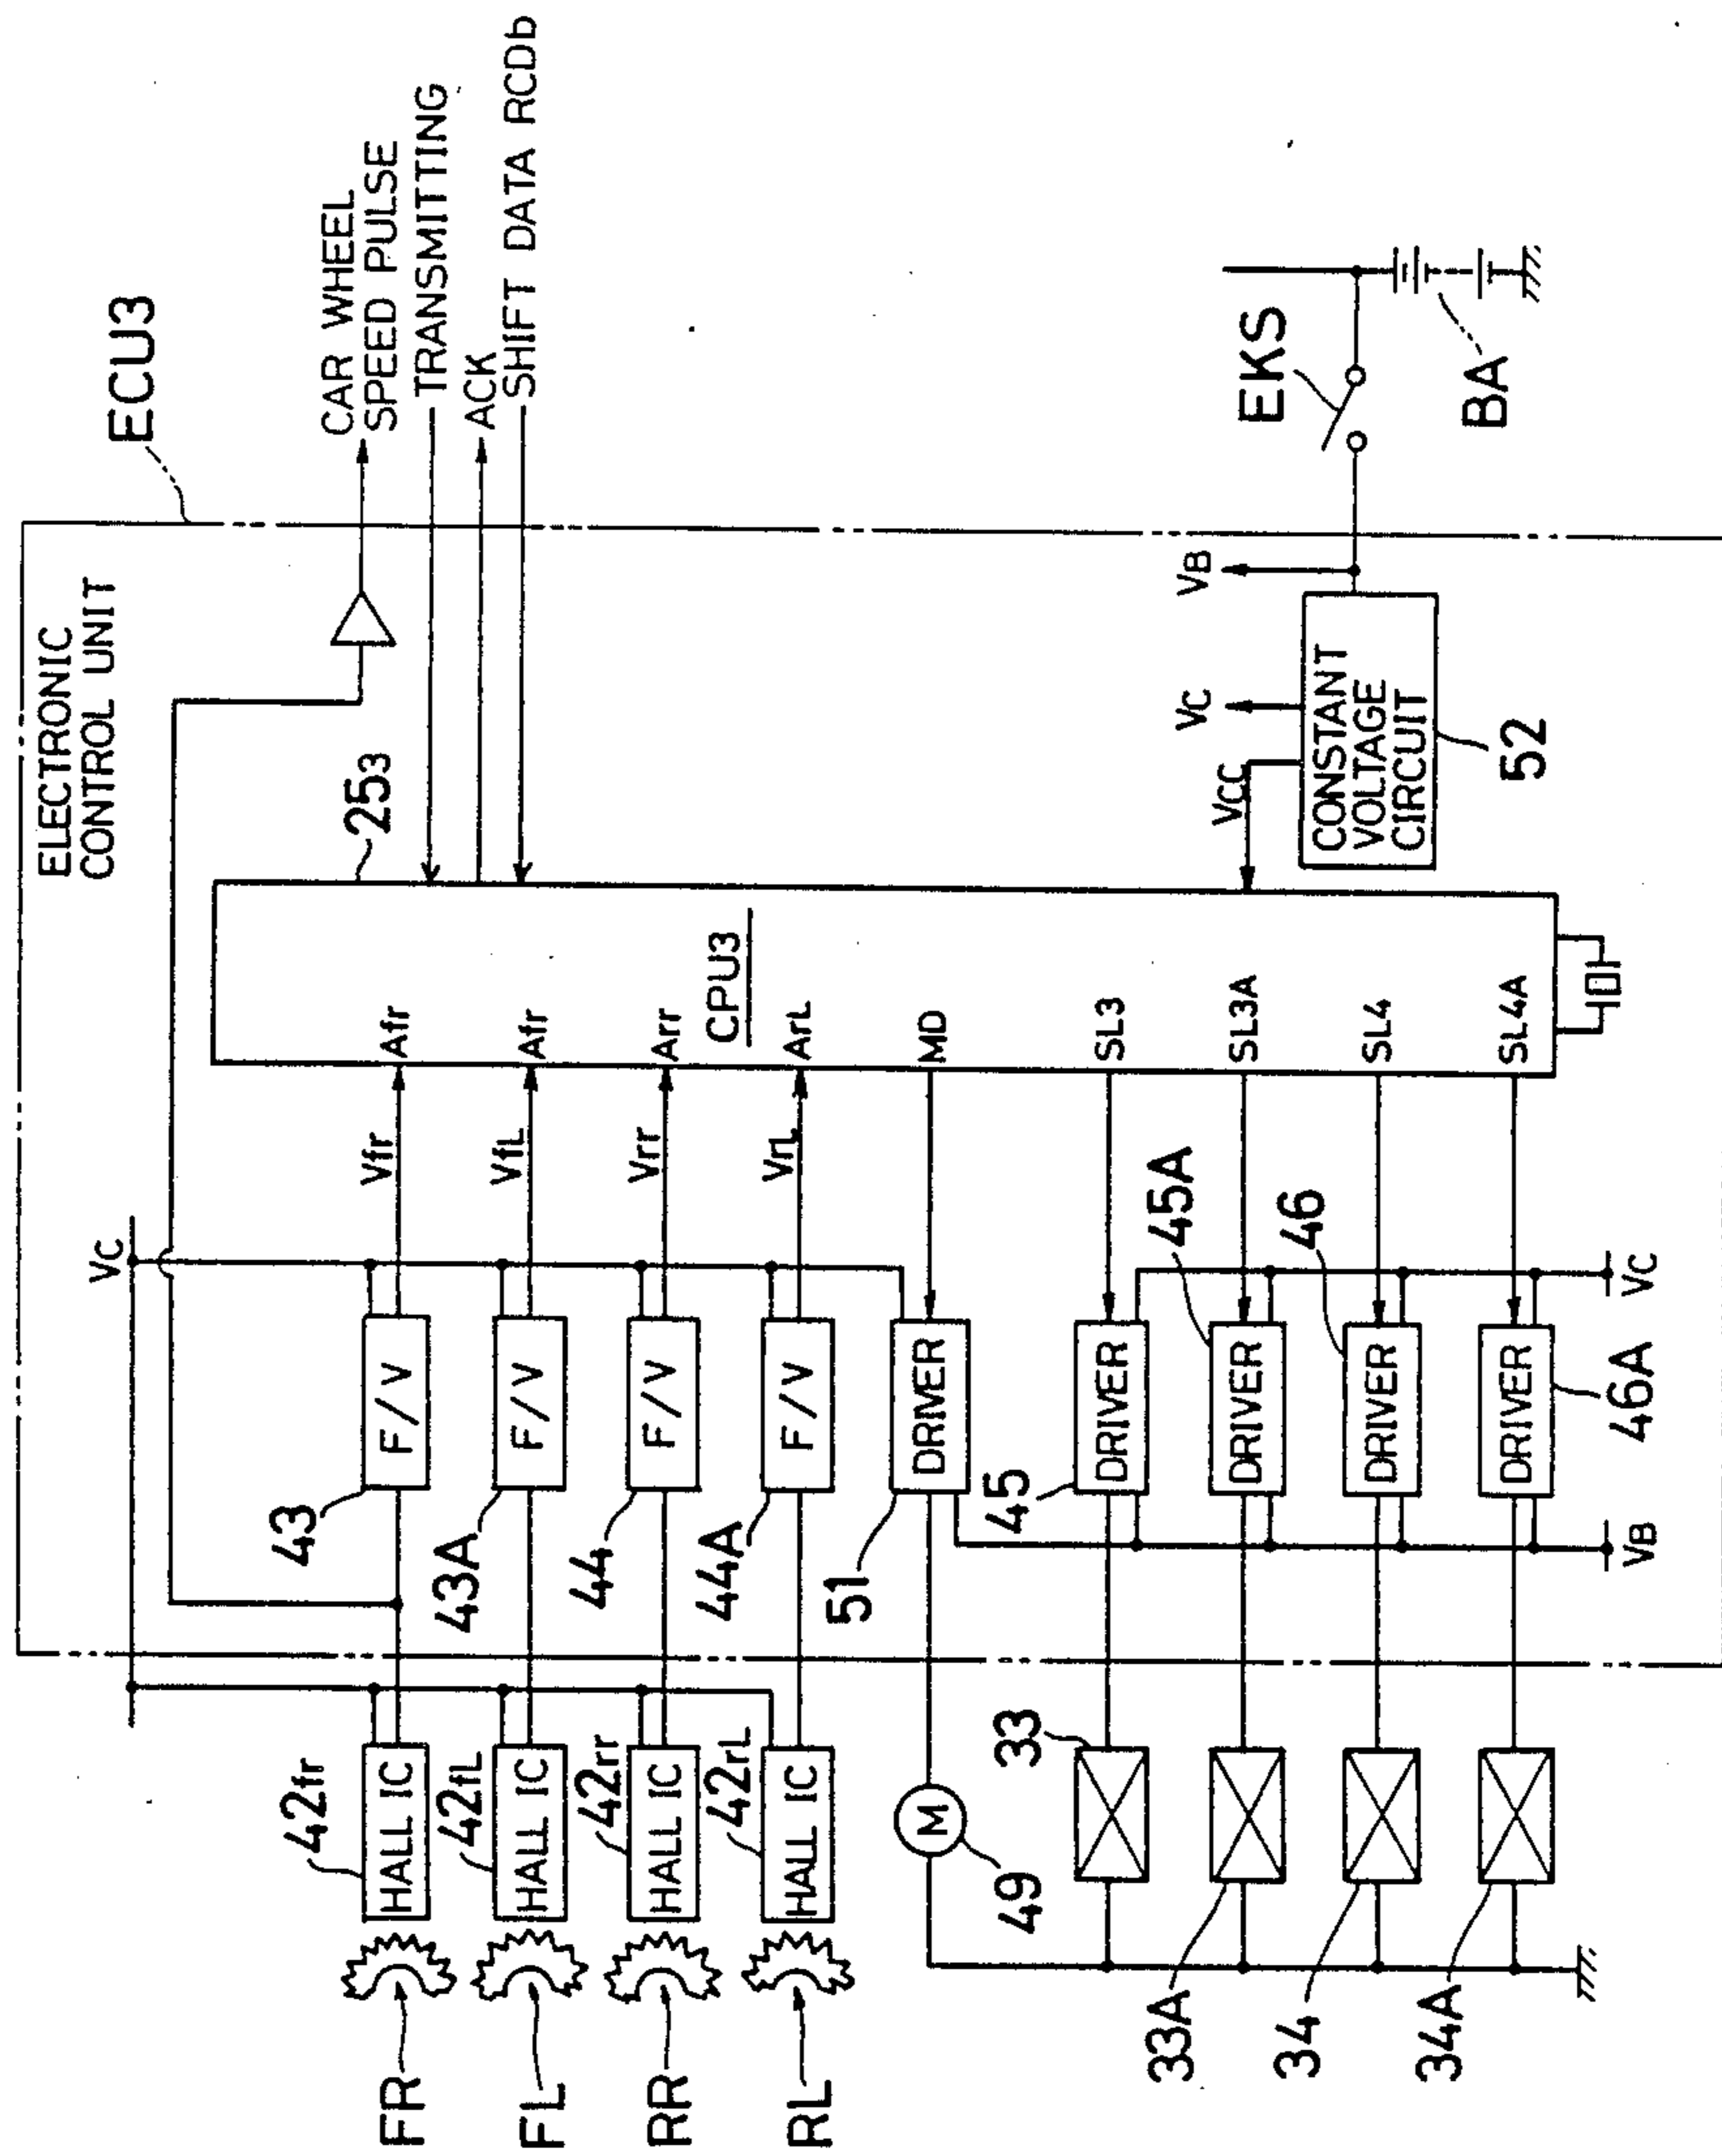 ECU3
ELECTRONIC
CONTROL UNIT
CAR WHEEL
SPEED PULSE
TRANSMITTING
ACK
SHIFT DATA RCDb
VC
253
FR
42fr
HALL IC
43
F/V
Vfr
Afr
FL
42fL
HALL IC
43A
F/V
VfL
Afr
RR
42rr
HALL IC
44
F/V
Vrr
Arr
RL
42rL
HALL IC
44A
F/V
VrL
ArL
CPU3
49
M
51
DRIVER
MD
33
45
DRIVER
SL3
33A
DRIVER
45A
SL3A
34
DRIVER
46
SL4
34A
DRIVER
46A
SL4A
VB
VC
VCC
VC
VB
CONSTANT
VOLTAGE
CIRCUIT
52
EKS
BA